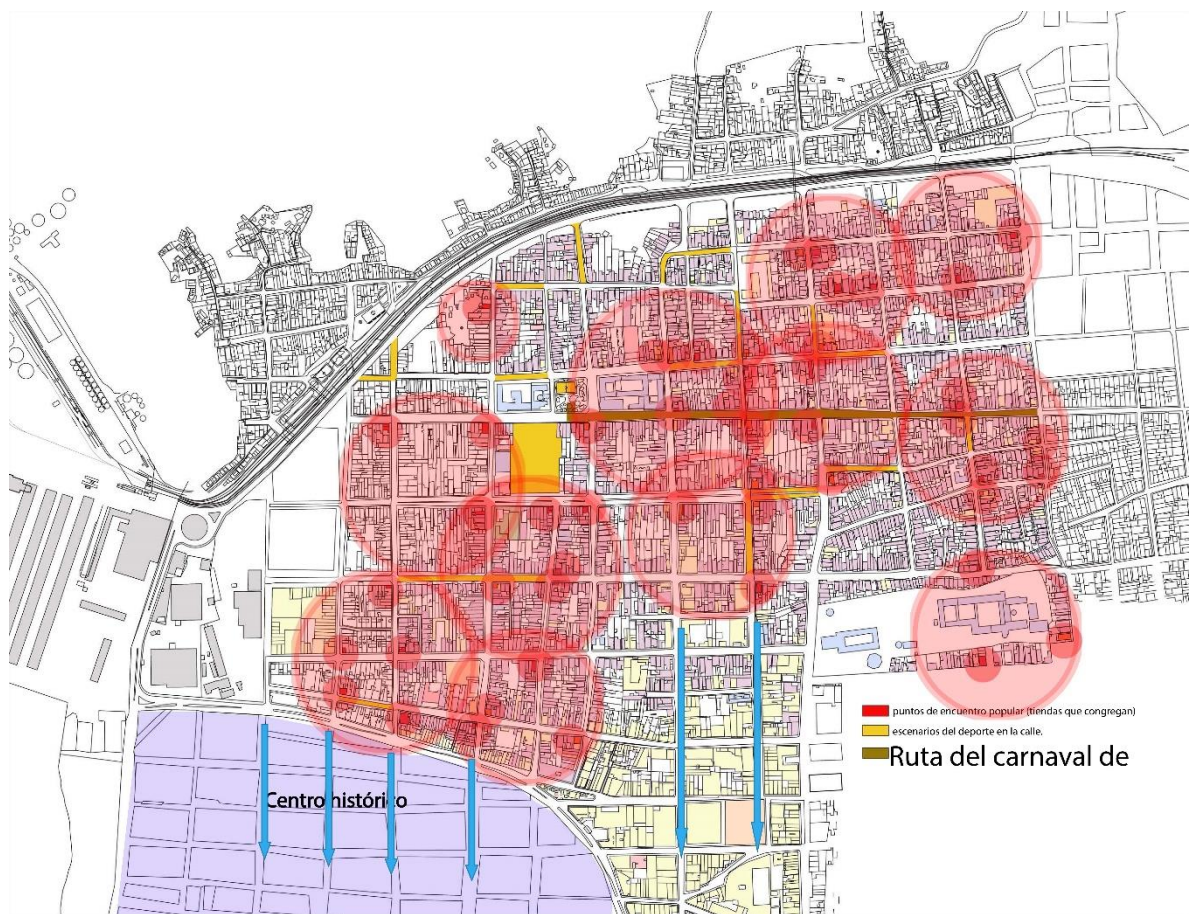 puntos de encuentro popular (tiendas que congregan)
escenarios del deporte en la calle.
Ruta del carnaval de
Centro histórico